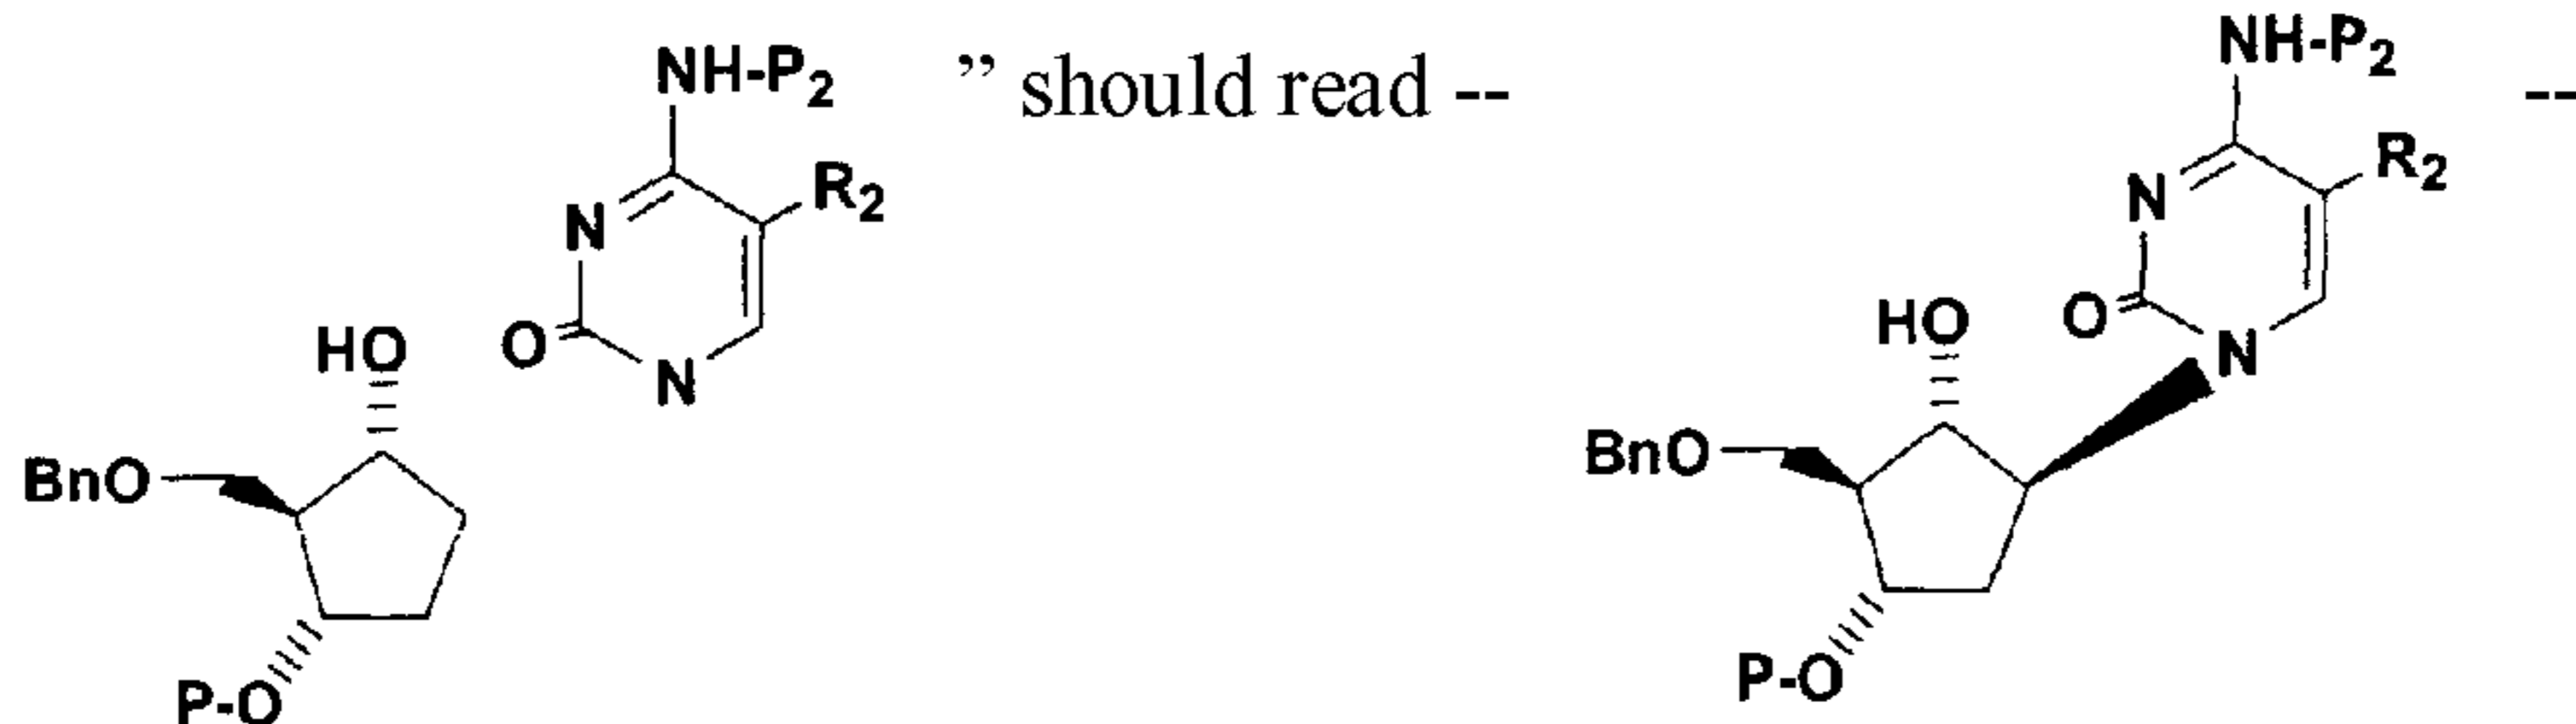 NH-P2 ” should read -- NH-P2 --
R2 R2
N N
HO O N HO O N
BnO BnO
P-O P-O